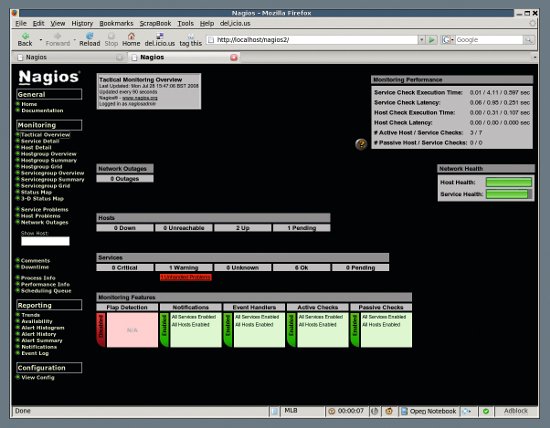 Nagios - Mozilla Firefox
File Edit View History Bookmarks ScrapBook Tools Help del.icio.us
Back Forward Reload Stop Home del.icio.us tag this http://localhost/nagios2/ Google
Nagios Nagios
Nagios
General
Home
Documentation
Monitoring
Tactical Overview
Service Detail
Host Detail
Hostgroup Overview
Hostgroup Summary
Hostgroup Grid
Servicegroup Overview
Servicegroup Summary
Servicegroup Grid
Status Map
3-D Status Map
Service Problems
Host Problems
Network Outages
Show Host:
Comments
Downtime
Process Info
Performance Info
Scheduling Queue
Reporting
Trends
Availability
Alert Histogram
Alert History
Alert Summary
Notifications
Event Log
Configuration
View Config
Tactical Monitoring Overview
Last Updated: Mon Jul 28 15:47:06 BST 2008
Updated every 90 seconds
Nagios® - www.nagios.org
Logged in as nagiosadmin
Monitoring Performance
Service Check Execution Time: 0.01 / 4.11 / 0.597 sec
Service Check Latency: 0.06 / 0.95 / 0.251 sec
Host Check Execution Time: 0.00 / 0.31 / 0.107 sec
Host Check Latency: 0.00 / 0.00 / 0.000 sec
# Active Host / Service Checks: 3 / 7
# Passive Host / Service Checks: 0 / 0
Network Outages
0 Outages
Network Health
Host Health:
Service Health:
Hosts
0 Down 0 Unreachable 2 Up 1 Pending
Services
0 Critical 1 Warning 0 Unknown 6 Ok 0 Pending
1 Unhandled Problems
Monitoring Features
Flap Detection Notifications Event Handlers Active Checks Passive Checks
Disabled N/A
Enabled All Services Enabled
All Hosts Enabled
Enabled All Services Enabled
All Hosts Enabled
Enabled All Services Enabled
All Hosts Enabled
Enabled All Services Enabled
All Hosts Enabled
Done MLB 00:00:07 Open Notebook Adblock